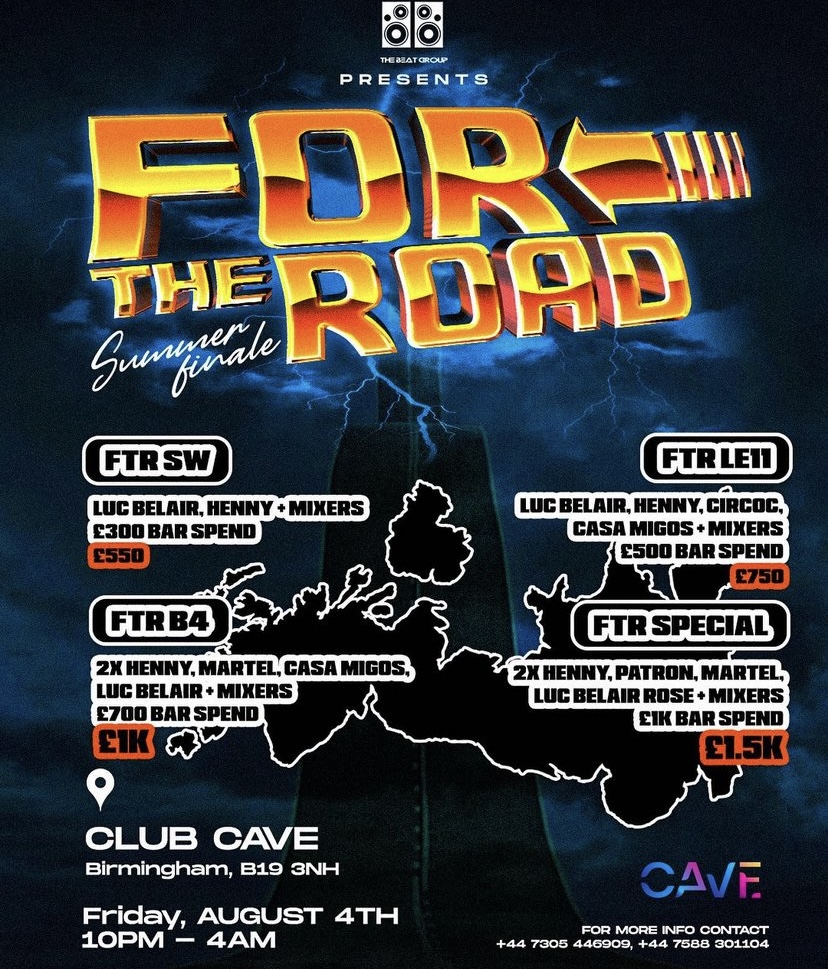 THE BEAT GROUP
PRESENTS
FOR
THE ROAD
Summer
finale
FTR SW
LUC BELAIR, HENNY + MIXERS
£300 BAR SPEND
£550
FTR LE11
LUC BELAIR, HENNY, CIRCOC,
CASA MIGOS + MIXERS
£500 BAR SPEND
£750
FTR B4
2X HENNY, MARTEL, CASA MIGOS,
LUC BELAIR + MIXERS
£700 BAR SPEND
£1K
FTR SPECIAL
2X HENNY, PATRON, MARTEL,
LUC BELAIR ROSE + MIXERS
£1K BAR SPEND
£1.5K
CLUB CAVE
Birmingham, B19 3NH
Friday, AUGUST 4TH
10PM – 4AM
CAVE
FOR MORE INFO CONTACT
+44 7305 446909, +44 7588 301104